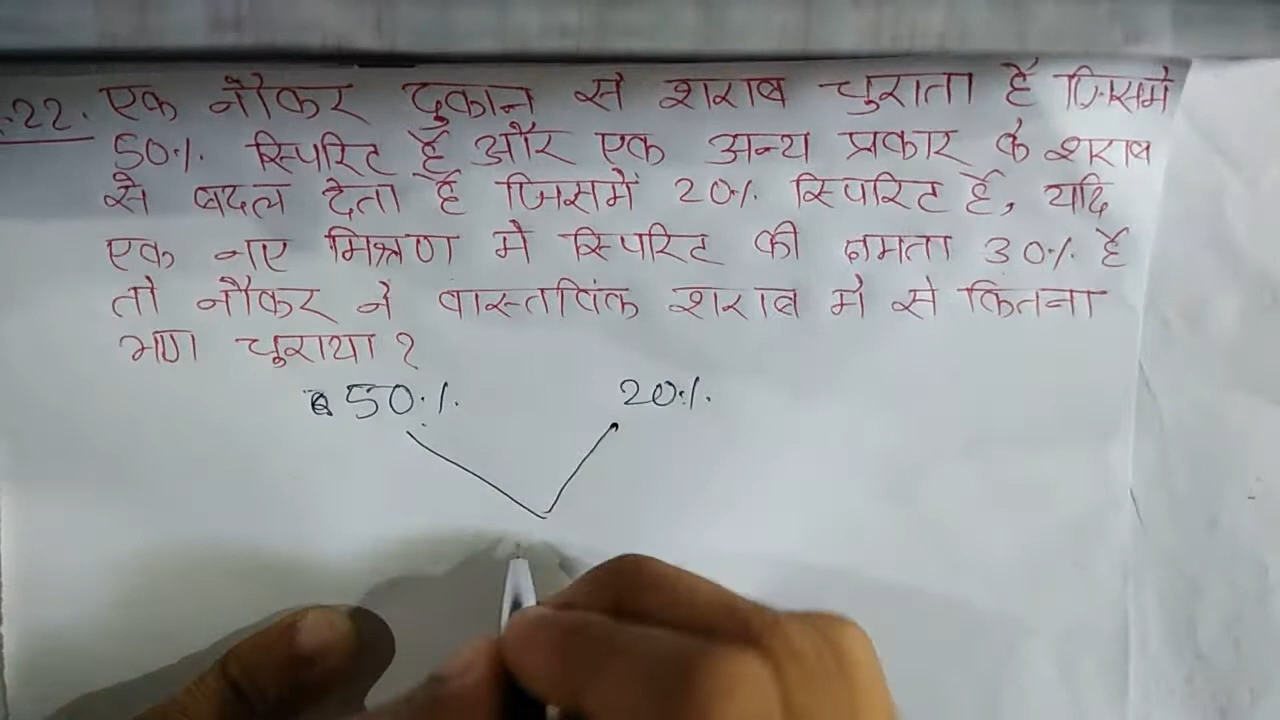 22. एक नौकर दुकान से शराब चुराता है जिसमे
50% स्पिरिट है और एक अन्य प्रकार के शराब
से बदल देता है जिसमें 20% स्पिरिट है, यदि
एक नए मिश्रण मे स्पिरिट की क्षमता 30% है
तो नौकर ने वास्तविक शराब मे से कितना
भाग चुराया ?
50% 20%